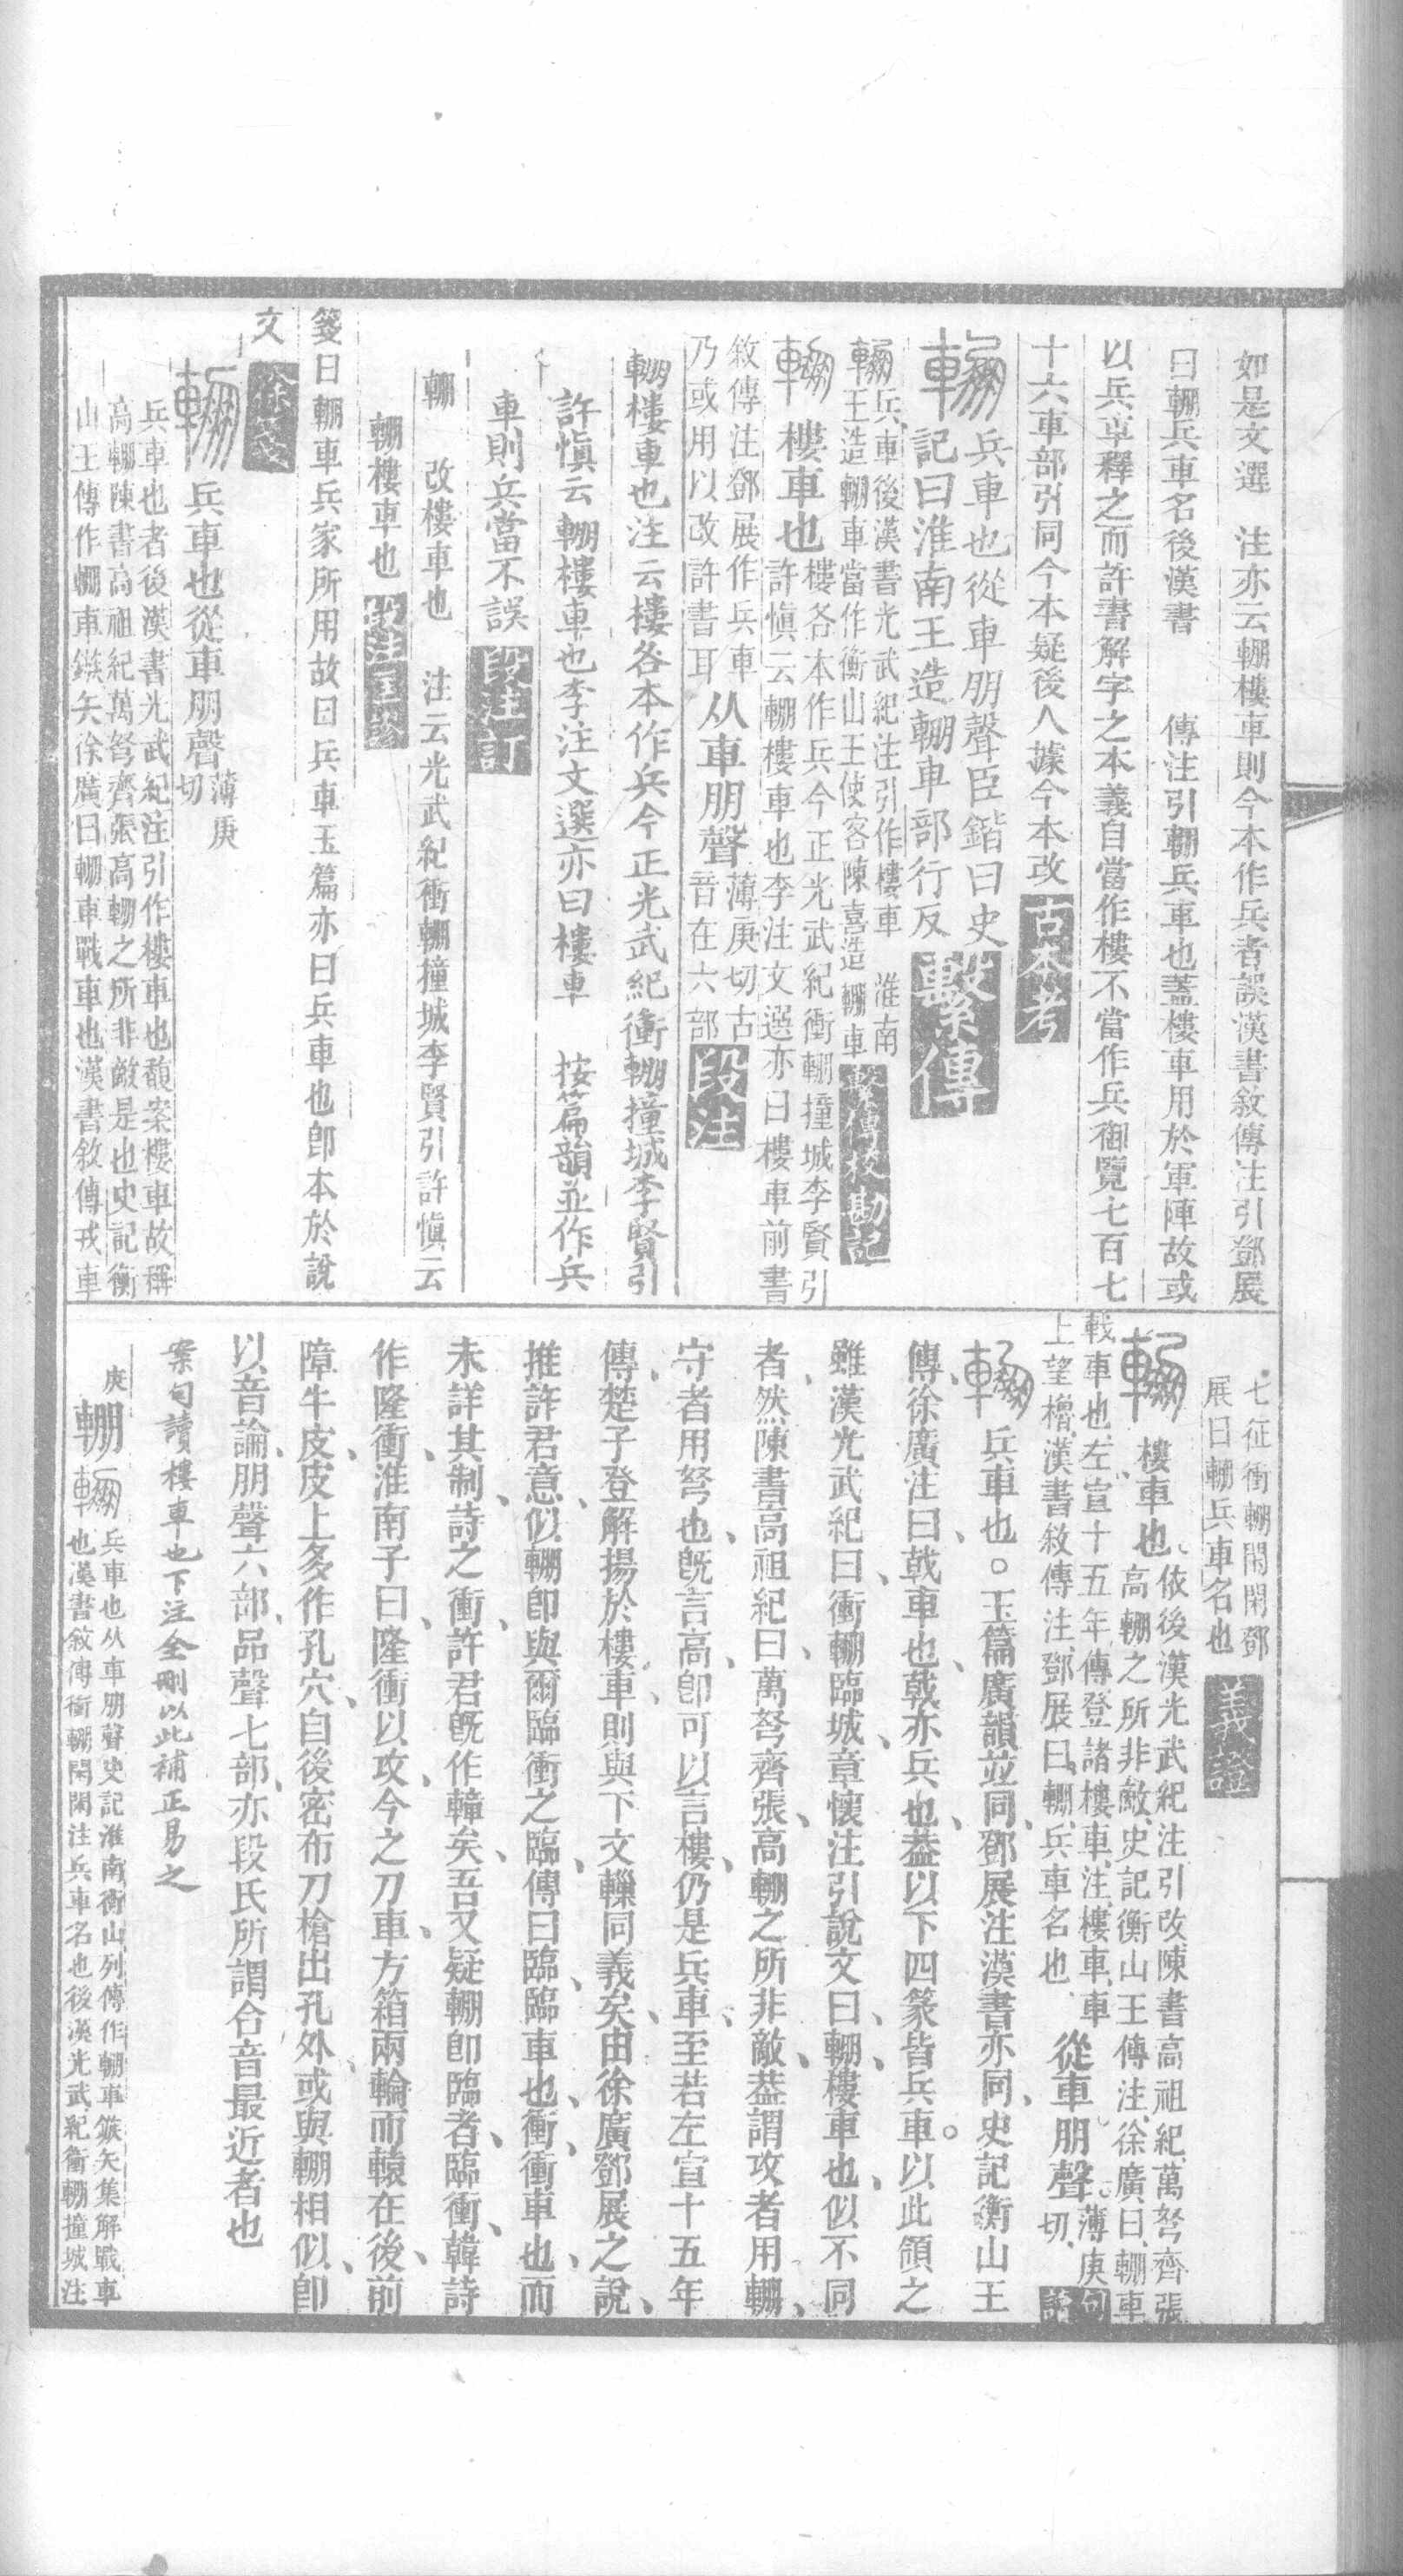 如是文選　注亦云輣樓車則今本作兵者誤漢書敘傳注引鄧展
曰輣兵車名後漢書　　傳注引輣兵車也蓋樓車用於軍陣故或
以兵車釋之而許書解字之本義自當作樓不當作兵御覽七百七
十六車部引同今本疑後人據今本改 古本考
輣 兵車也從車朋聲臣鍇曰史
記曰淮南王造輣車部行反 繫傳
輣兵車後漢書光武紀注引作樓車　淮南
王造輣車當作衡山王使客陳喜造輣車 繫傳校勘記
輣 樓車也 樓各本作兵今正光武紀衝輣撞城李賢引
許愼云輣樓車也李注文選亦曰樓車前書
敘傳注鄧展作兵車
乃或用以改許書耳 从車朋聲 薄庚切古
音在六部 段注
輣樓車也注云樓各本作兵今正光武紀衝輣撞城李賢引
許愼云輣樓車也李注文選亦曰樓車　按篇韻並作兵
車則兵當不誤 段注訂
輣　改樓車也　注云光武紀衝輣撞城李賢引許愼云
輣樓車也
箋曰輣車兵家所用故曰兵車玉篇亦曰兵車也卽本於說
文
輣 兵車也從車朋聲 薄庚
切
兵車也者後漢書光武紀注引作樓車也馥案樓車故稱
高輣陳書高祖紀萬弩齊張高輣之所非敵是也史記衡
山王傳作輣車鏃矢徐廣曰輣車戰車也漢書敘傳戎車
七征衝輣閑閑鄧
展曰輣兵車名也 義證
輣 樓車也 依後漢光武紀注引改陳書高祖紀萬弩齊張
高輣之所非敵史記衡山王傳注徐廣曰輣車
戰車也左宣十五年傳登諸樓車注樓車車
上望櫓漢書敘傳注鄧展曰輣兵車名也 從車朋聲 薄庚
切 句讀
輣 兵車也○玉篇廣韻並同鄧展注漢書亦同史記衡山王
傳徐廣注曰戟車也戟亦兵也葢以下四篆皆兵車以此領之
雖漢光武紀曰衝輣臨城章懷注引說文曰輣樓車也似不同
者然陳書高祖紀曰萬弩齊張高輣之所非敵葢謂攻者用輣
守者用弩也旣言高卽可以言樓仍是兵車至若左宣十五年
傳楚子登解揚於樓車則與下文轈同義矣由徐廣鄧展之說
推許君意似輣卽與爾臨衝之臨傳曰臨臨車也衝衝車也而
未詳其制詩之衝許君旣作䡴矣吾又疑輣卽臨者臨衝韓詩
作隆衝淮南子曰隆衝以攻今之刀車方箱兩輪而轅在後前
障牛皮皮上多作孔穴自後密布刀槍出孔外或與輣相似卽
以音論朋聲六部品聲七部亦段氏所謂合音最近者也
案句讀樓車也下注全刪以此補正易之
庚 輣 輣 兵車也从車朋聲史記淮南衡山列傳作輣車鏃矢集解戰車
也漢書敘傳衝輣閑閑注兵車名也後漢光武紀衝輣撞城注